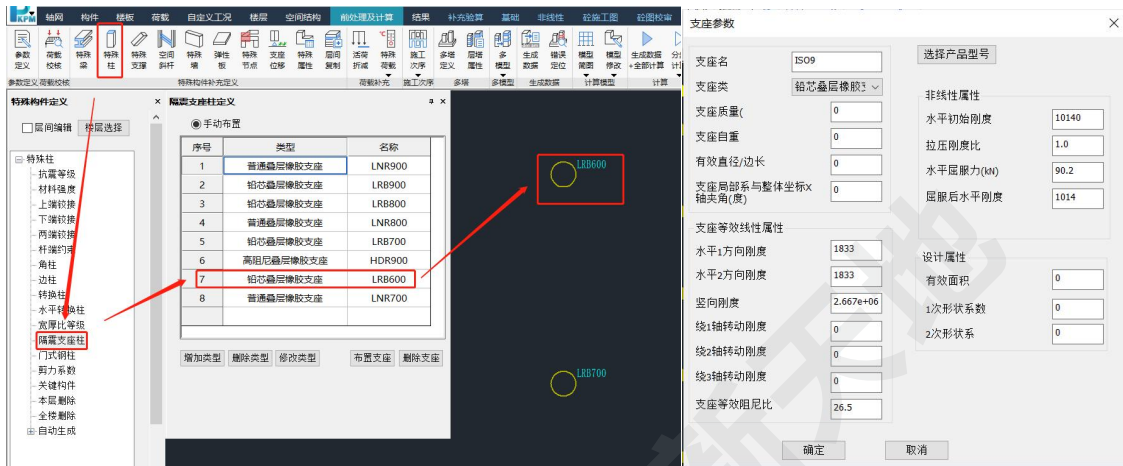 KPM 轴网 构件 楼板 荷载 自定义工况 楼层 空间结构 前处理及计算 结果 补充验算 基础 非线性 砼施工图 砼图校审
参数定义 荷载校核 特殊梁 特殊柱 特殊支撑 空间斜杆 特殊墙 弹性板 特殊节点 支座位移 特殊属性 层间复制 活荷折减 特殊荷载 施工次序 多塔定义 层塔属性 多模型 生成数据 错误定位 模型简图 模型修改 生成数据+全部计算
参数定义 荷载校核 特殊构件补充定义 荷载补充 施工次序 多塔 多模型 生成数据 计算模型 计算
特殊构件定义 ×
层间编辑 楼层选择
特殊柱
抗震等级
材料强度
上端铰接
下端铰接
两端铰接
杆端约束
角柱
边柱
转换柱
水平转换柱
宽厚比等级
隔震支座柱
门式钢柱
剪力系数
关键构件
本层删除
全楼删除
自动生成
隔震支座柱定义 ×
手动布置
序号 类型 名称
1 普通叠层橡胶支座 LNR900
2 铅芯叠层橡胶支座 LRB900
3 铅芯叠层橡胶支座 LRB800
4 普通叠层橡胶支座 LNR800
5 铅芯叠层橡胶支座 LRB700
6 高阻尼叠层橡胶支座 HDR900
7 铅芯叠层橡胶支座 LRB600
8 普通叠层橡胶支座 LNR700
增加类型 删除类型 修改类型 布置支座 删除支座
LRB600
LRB700
支座参数 ×
支座名 ISO9
支座类 铅芯叠层橡胶
支座质量(
0
支座自重 0
有效直径/边长 0
支座局部系与整体坐标X
轴夹角(度) 0
支座等效线性属性
水平1方向刚度 1833
水平2方向刚度 1833
竖向刚度 2.667e+06
绕1轴转动刚度 0
绕2轴转动刚度 0
绕3轴转动刚度 0
支座等效阻尼比 26.5
选择产品型号
非线性属性
水平初始刚度 10140
拉压刚度比 1.0
水平屈服力(kN) 90.2
屈服后水平刚度 1014
设计属性
有效面积 0
1次形状系数 0
2次形状系 0
确定 取消
新天地